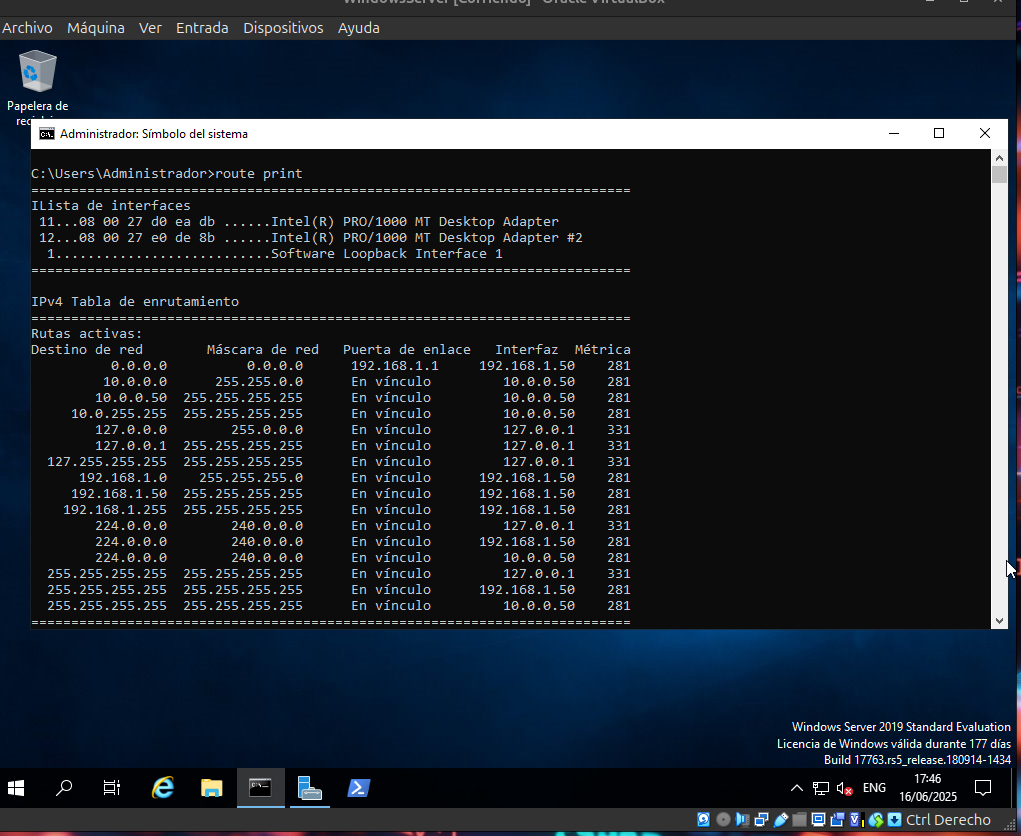 WindowsServer [Corriendo] - Oracle VirtualBox
Archivo Máquina Ver Entrada Dispositivos Ayuda
Papelera de
Administrador: Símbolo del sistema
C:\Users\Administrador>route print
===========================================================================
ILista de interfaces
11...08 00 27 d0 ea db ......Intel(R) PRO/1000 MT Desktop Adapter
12...08 00 27 e0 de 8b ......Intel(R) PRO/1000 MT Desktop Adapter #2
1...........................Software Loopback Interface 1
===========================================================================
IPv4 Tabla de enrutamiento
===========================================================================
Rutas activas:
Destino de red Máscara de red Puerta de enlace Interfaz Métrica
0.0.0.0 0.0.0.0 192.168.1.1 192.168.1.50 281
10.0.0.0 255.255.0.0 En vínculo 10.0.0.50 281
10.0.0.50 255.255.255.255 En vínculo 10.0.0.50 281
10.0.255.255 255.255.255.255 En vínculo 10.0.0.50 281
127.0.0.0 255.0.0.0 En vínculo 127.0.0.1 331
127.0.0.1 255.255.255.255 En vínculo 127.0.0.1 331
127.255.255.255 255.255.255.255 En vínculo 127.0.0.1 331
192.168.1.0 255.255.255.0 En vínculo 192.168.1.50 281
192.168.1.50 255.255.255.255 En vínculo 192.168.1.50 281
192.168.1.255 255.255.255.255 En vínculo 192.168.1.50 281
224.0.0.0 240.0.0.0 En vínculo 127.0.0.1 331
224.0.0.0 240.0.0.0 En vínculo 192.168.1.50 281
224.0.0.0 240.0.0.0 En vínculo 10.0.0.50 281
255.255.255.255 255.255.255.255 En vínculo 127.0.0.1 331
255.255.255.255 255.255.255.255 En vínculo 192.168.1.50 281
255.255.255.255 255.255.255.255 En vínculo 10.0.0.50 281
===========================================================================
Windows Server 2019 Standard Evaluation
Licencia de Windows válida durante 177 días
Build 17763.rs5_release.180914-1434
ENG
17:46
16/06/2025
Ctrl Derecho